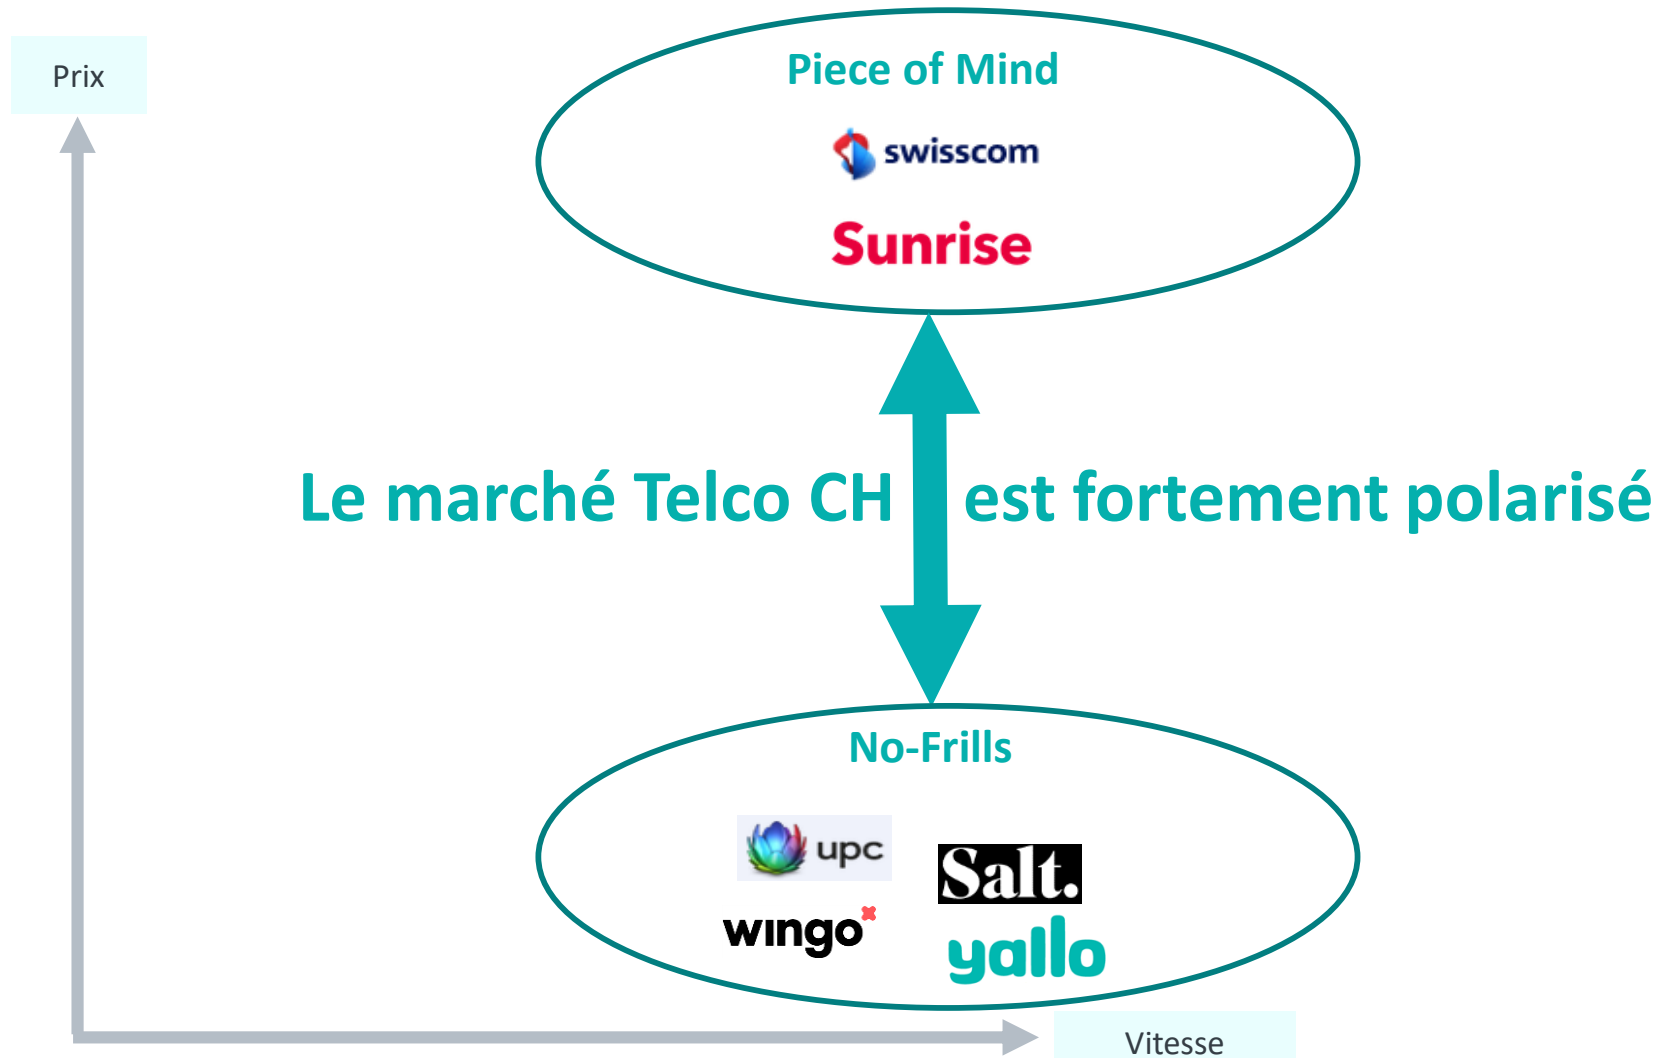 Prix
Piece of Mind
swisscom
Sunrise
Le marché Telco CH est fortement polarisé
No-Frills
upc
Salt.
wingo
yallo
Vitesse